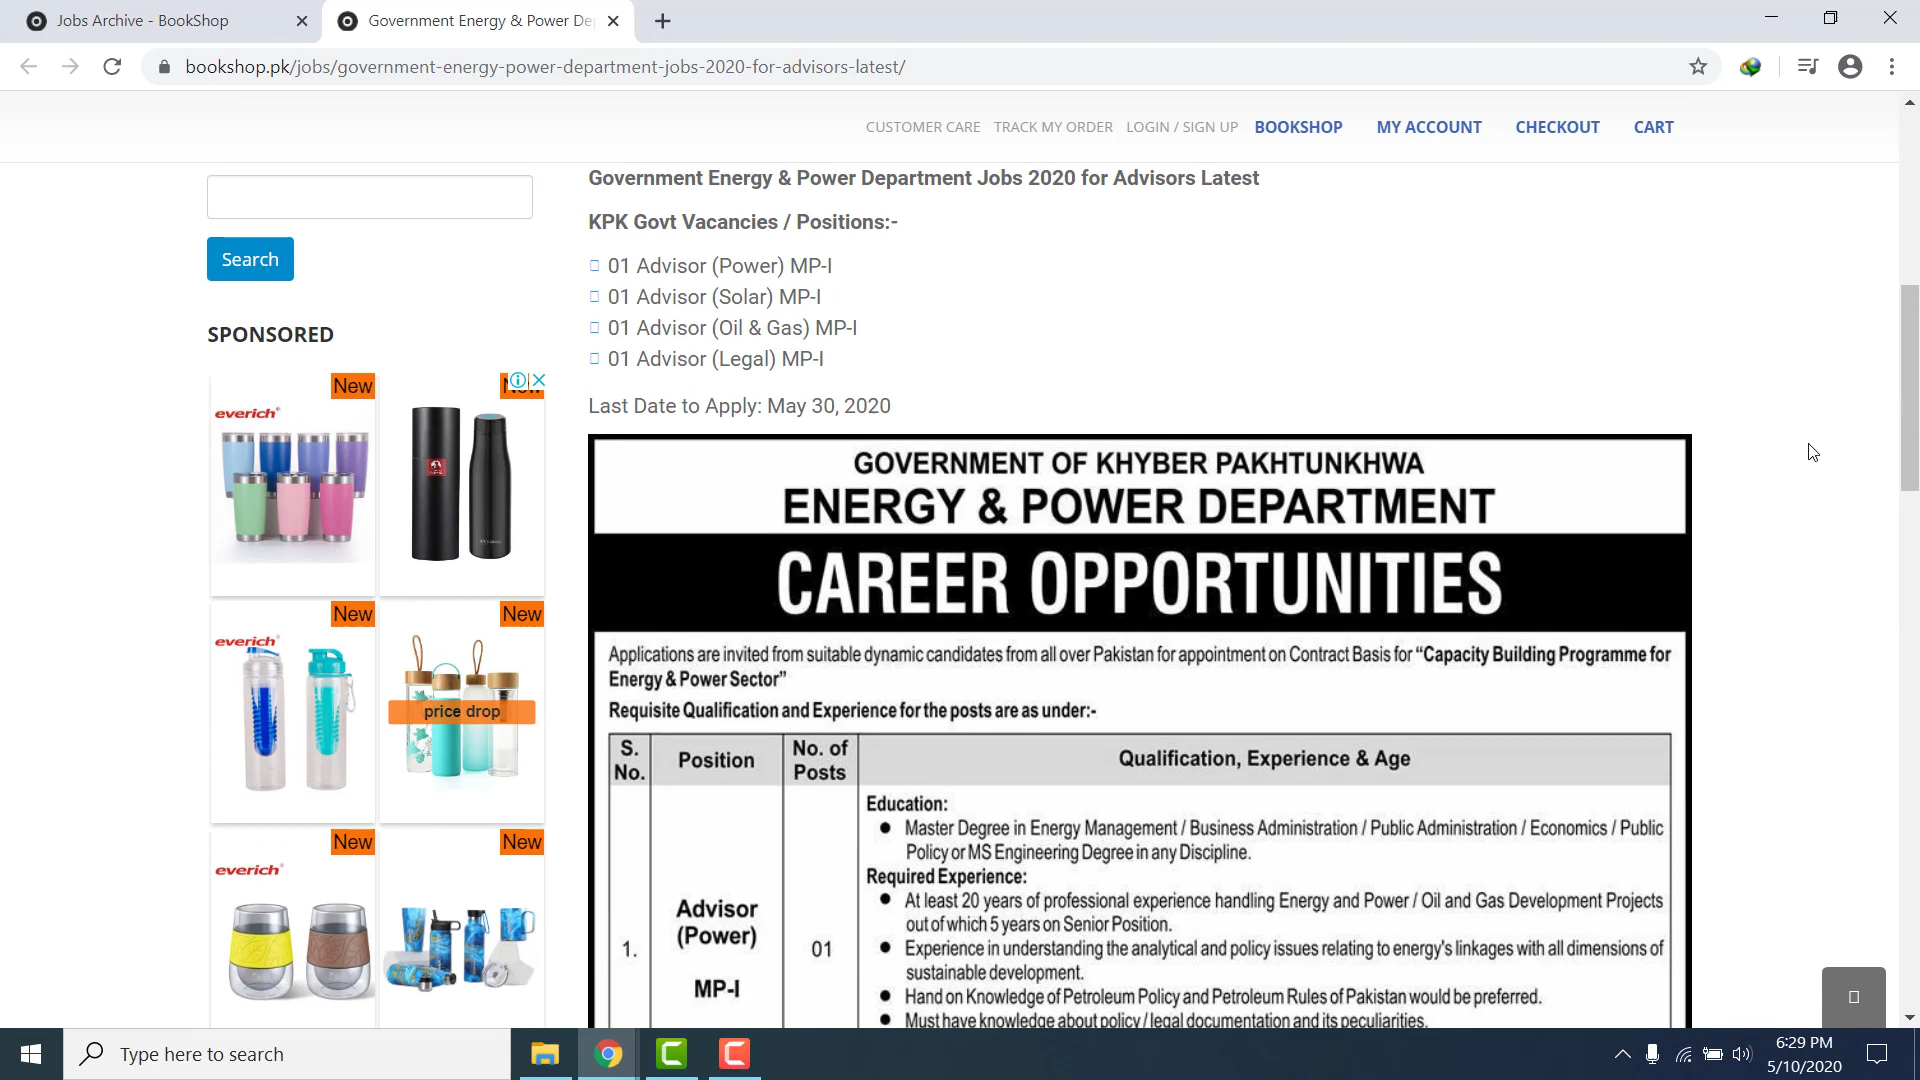 Jobs Archive - BookShop
Government Energy & Power De
bookshop.pk/jobs/government-energy-power-department-jobs-2020-for-advisors-latest/
CUSTOMER CARE TRACK MY ORDER LOGIN / SIGN UP BOOKSHOP MY ACCOUNT CHECKOUT CART
Search
SPONSORED
New
everich
New
New
everich
New
price drop
New
everich
New
Government Energy & Power Department Jobs 2020 for Advisors Latest
KPK Govt Vacancies / Positions:-
01 Advisor (Power) MP-I
01 Advisor (Solar) MP-I
01 Advisor (Oil & Gas) MP-I
01 Advisor (Legal) MP-I
Last Date to Apply: May 30, 2020
GOVERNMENT OF KHYBER PAKHTUNKHWA
ENERGY & POWER DEPARTMENT
CAREER OPPORTUNITIES
Applications are invited from suitable dynamic candidates from all over Pakistan for appointment on Contract Basis for “Capacity Building Programme for
Energy & Power Sector”
Requisite Qualification and Experience for the posts are as under:-
S. No.
Position
No. of Posts
Qualification, Experience & Age
1.
Advisor
(Power)
MP-I
01
Education:
● Master Degree in Energy Management / Business Administration / Public Administration / Economics / Public
Policy or MS Engineering Degree in any Discipline.
Required Experience:
● At least 20 years of professional experience handling Energy and Power / Oil and Gas Development Projects
out of which 5 years on Senior Position.
● Experience in understanding the analytical and policy issues relating to energy's linkages with all dimensions of
sustainable development.
● Hand on Knowledge of Petroleum Policy and Petroleum Rules of Pakistan would be preferred.
● Must have knowledge about policy / legal documentation and its peculiarities.
Type here to search
6:29 PM
5/10/2020